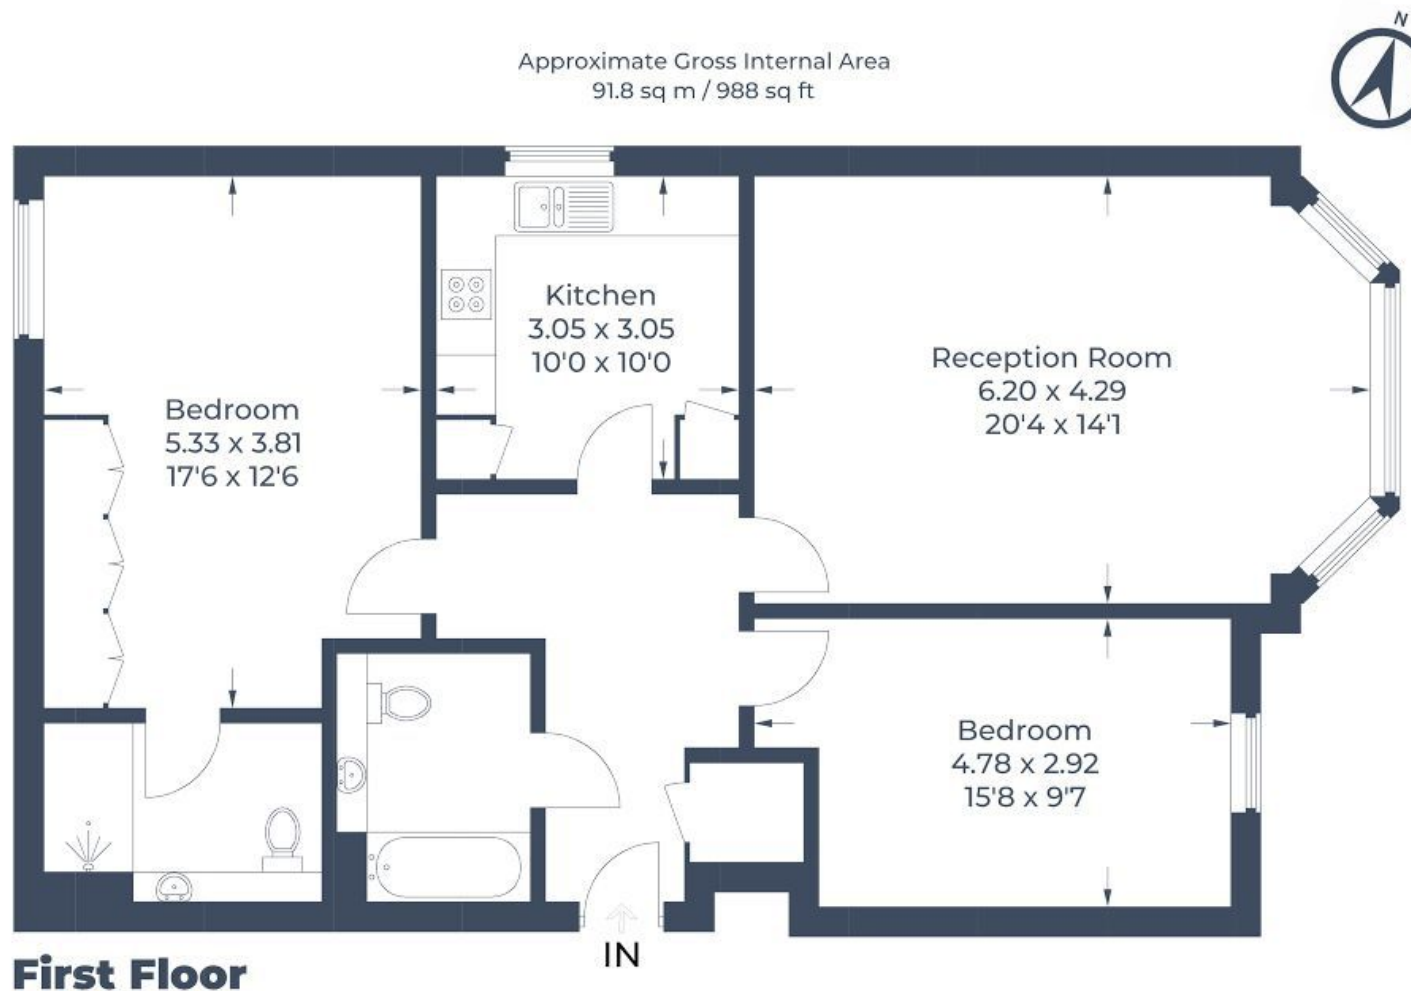 N
Approximate Gross Internal Area
91.8 sq m / 988 sq ft
Kitchen
3.05 x 3.05
10'0 x 10'0
Reception Room
6.20 x 4.29
20'4 x 14'1
Bedroom
5.33 x 3.81
17'6 x 12'6
Bedroom
4.78 x 2.92
15'8 x 9'7
IN
First Floor